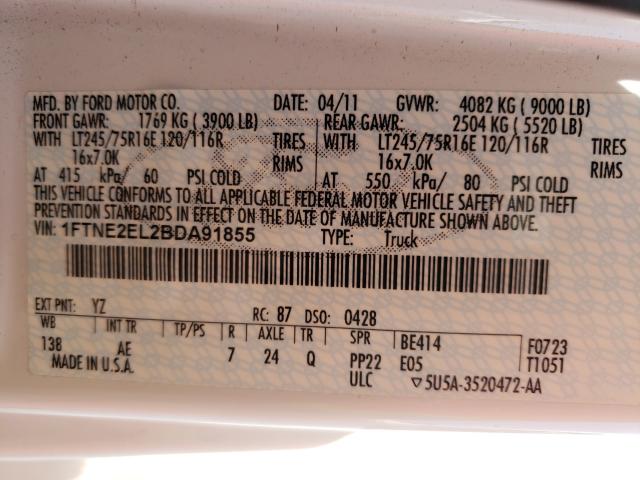 MFD. BY FORD MOTOR CO. DATE: 04/11 GVWR: 4082 KG ( 9000 LB)
FRONT GAWR: 1769 KG ( 3900 LB) REAR GAWR: 2504 KG ( 5520 LB)
WITH LT245/75R16E 120/116R TIRES WITH LT245/75R16E 120/116R TIRES
16x7.0K RIMS 16x7.0K RIMS
AT 415 kPa/ 60 PSI COLD AT 550 kPa/ 80 PSI COLD
THIS VEHICLE CONFORMS TO ALL APPLICABLE FEDERAL MOTOR VEHICLE SAFETY AND THEFT
PREVENTION STANDARDS IN EFFECT ON THE DATE OF MANUFACTURE SHOWN ABOVE.
VIN: 1FTNE2EL2BDA91855 TYPE: Truck
EXT PNT: YZ RC: 87 DSO: 0428
WB INT TR TP/PS R AXLE TR SPR BE414 F0723
138 AE 7 24 Q PP22 E05 T1051
MADE IN U.S.A. ULC ▽5U5A-3520472-AA